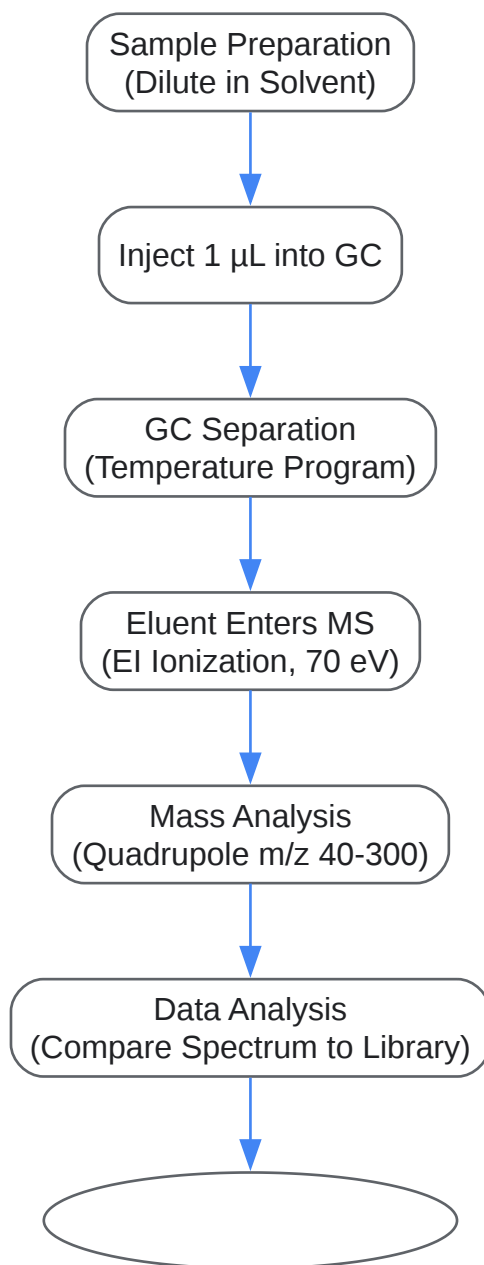 Sample Preparation
(Dilute in Solvent)
Inject 1 µL into GC
GC Separation
(Temperature Program)
Eluent Enters MS
(EI Ionization, 70 eV)
Mass Analysis
(Quadrupole m/z 40-300)
Data Analysis
(Compare Spectrum to Library)